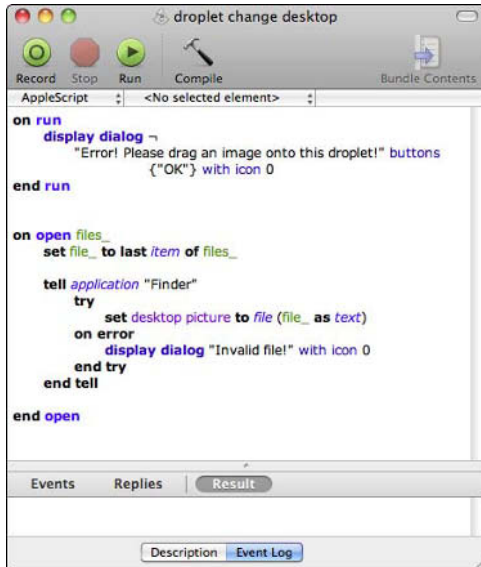 droplet change desktop
Record Stop Run Compile Bundle Contents
AppleScript <No selected element>
on run
display dialog ¬
"Error! Please drag an image onto this droplet!" buttons
{"OK"} with icon 0
end run
on open files_
set file_ to last item of files_
tell application "Finder"
try
set desktop picture to file (file_ as text)
on error
display dialog "Invalid file!" with icon 0
end try
end tell
end open
Events Replies Result
Description Event Log